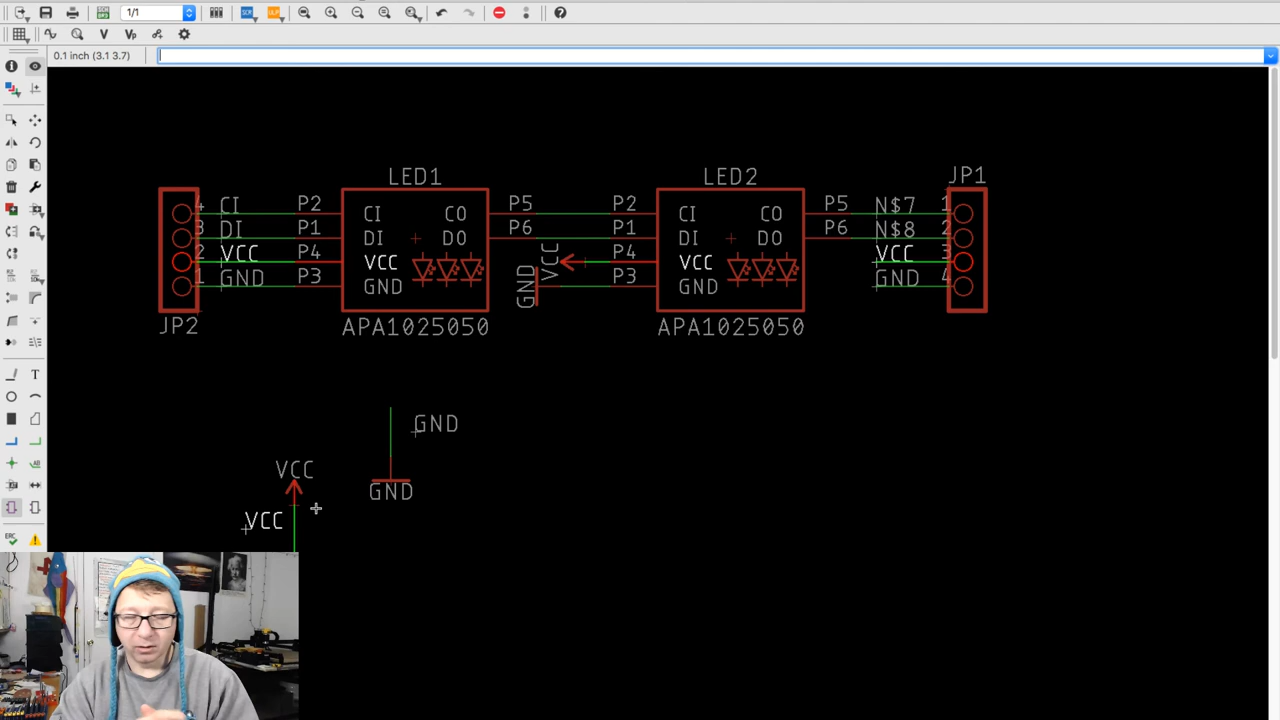 1/1
0.1 inch (3.1 3.7)
LED1 LED2 JP1
4 CI P2 CI CO P5 P2 CI CO P5 N$7 1
3 DI P1 DI DO P6 P1 DI DO P6 N$8 2
2 VCC P4 VCC VCC P4 VCC VCC 3
1 GND P3 GND GND P3 GND GND 4
JP2 APA1025050 APA1025050
GND
VCC
GND
VCC